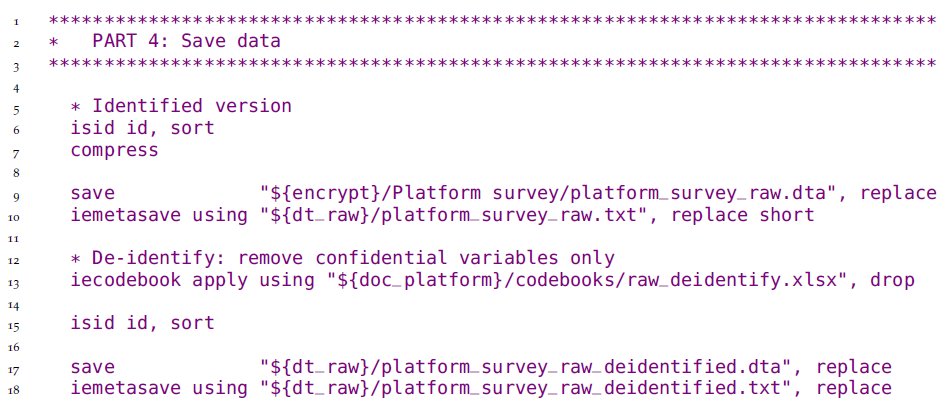 1 **********************************************************************************
2 *   PART 4: Save data
3 **********************************************************************************
4
5   * Identified version
6   isid id, sort
7   compress
8
9   save             "${encrypt}/Platform survey/platform_survey_raw.dta", replace
10   iemetasave using "${dt_raw}/platform_survey_raw.txt", replace short
11
12   * De-identify: remove confidential variables only
13   iecodebook apply using "${doc_platform}/codebooks/raw_deidentify.xlsx", drop
14
15   isid id, sort
16
17   save             "${dt_raw}/platform_survey_raw_deidentified.dta", replace
18   iemetasave using "${dt_raw}/platform_survey_raw_deidentified.txt", replace